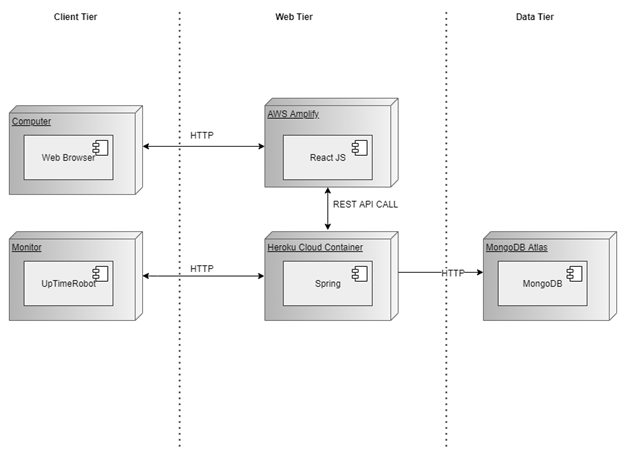 Client Tier
Web Tier
Data Tier
Computer
Web Browser
HTTP
AWS Amplify
React JS
REST API CALL
Monitor
UpTimeRobot
HTTP
Heroku Cloud Container
Spring
HTTP
MongoDB Atlas
MongoDB